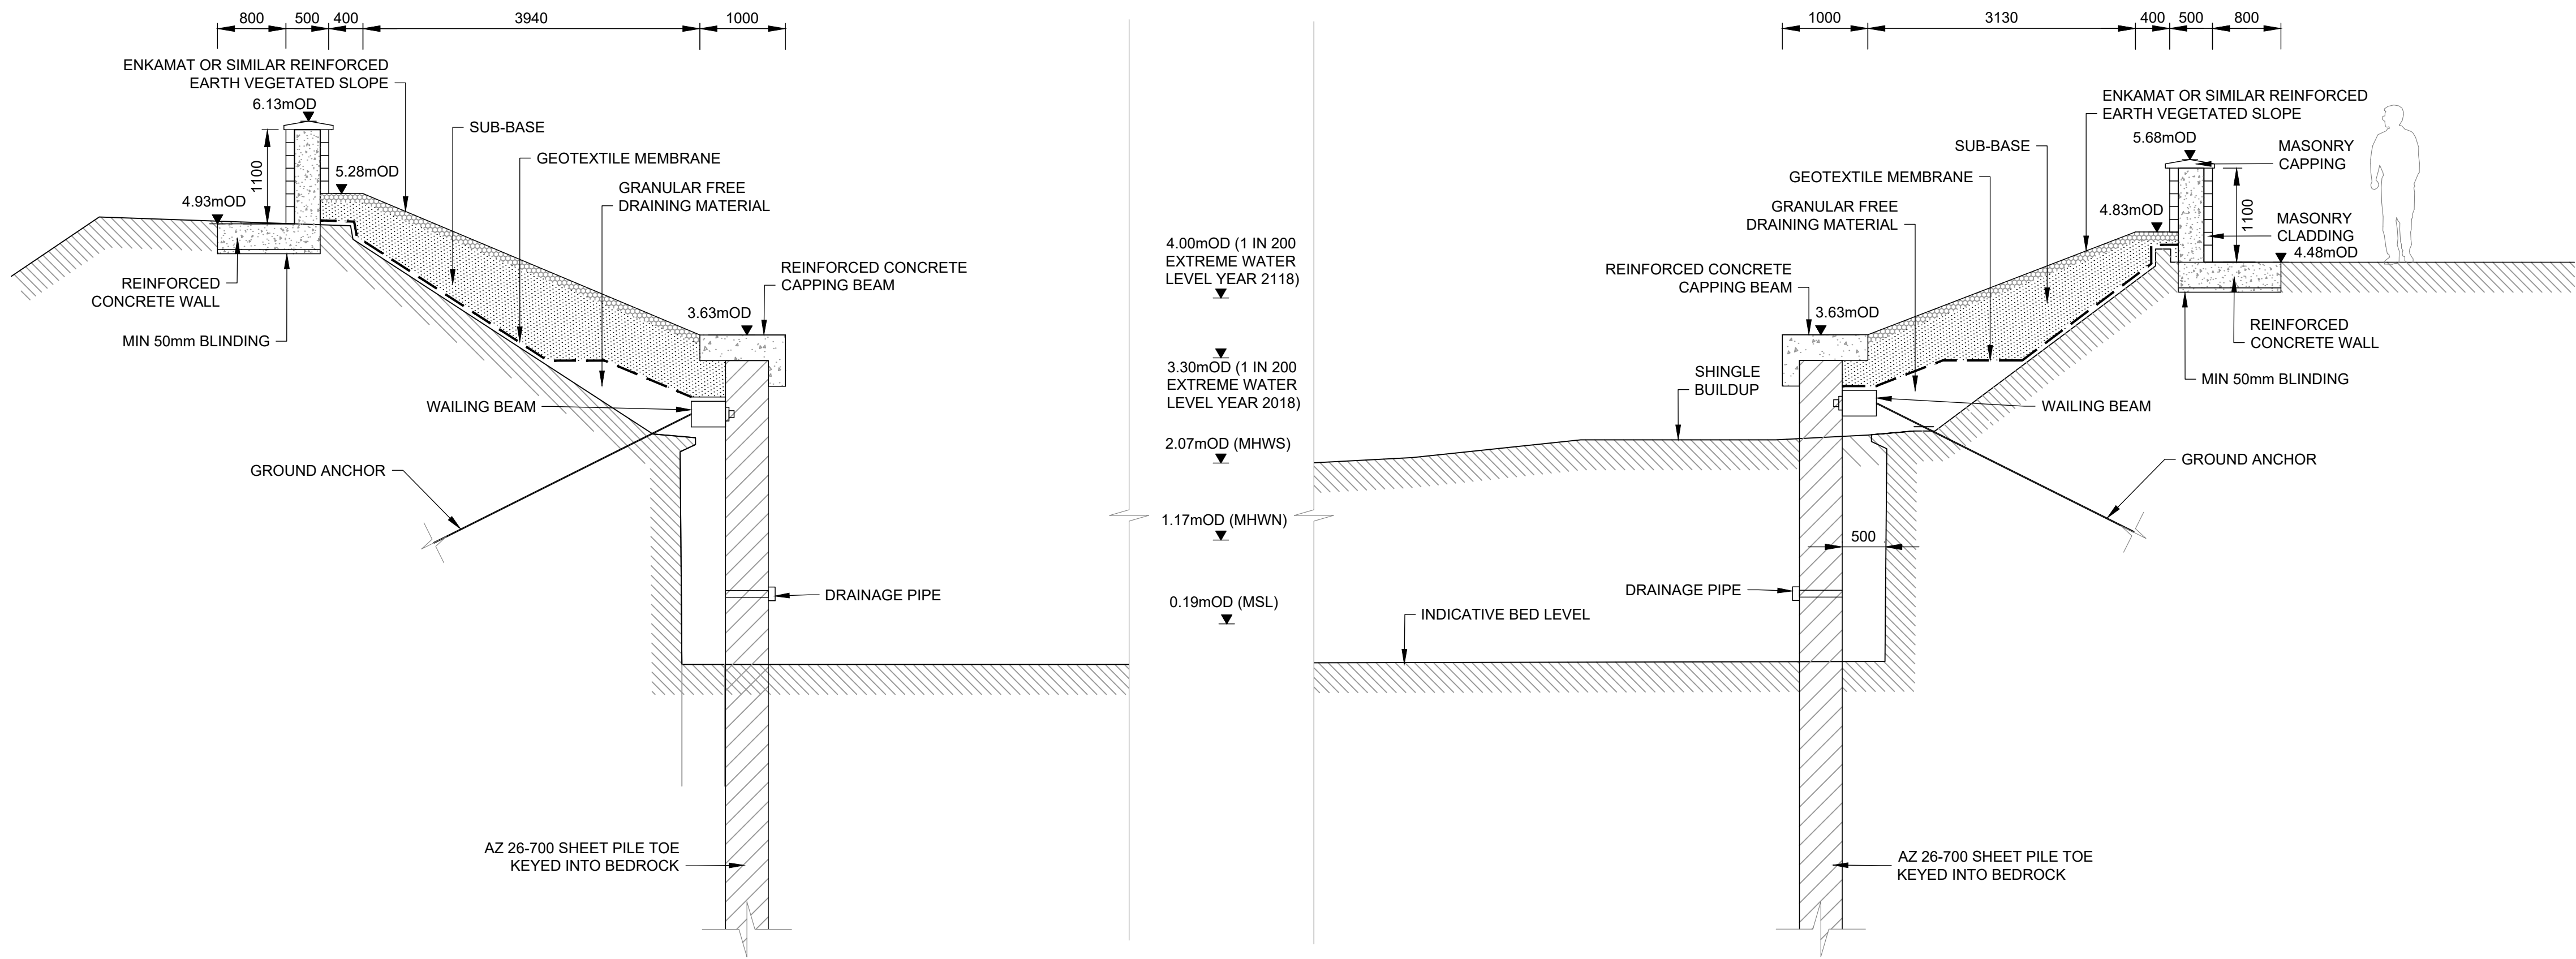 800 500 400 3940 1000
ENKAMAT OR SIMILAR REINFORCED
EARTH VEGETATED SLOPE
6.13mOD
SUB-BASE
GEOTEXTILE MEMBRANE
1100
5.28mOD
GRANULAR FREE
DRAINING MATERIAL
4.93mOD
REINFORCED
CONCRETE WALL
MIN 50mm BLINDING
REINFORCED CONCRETE
CAPPING BEAM
3.63mOD
WAILING BEAM
GROUND ANCHOR
DRAINAGE PIPE
AZ 26-700 SHEET PILE TOE
KEYED INTO BEDROCK
4.00mOD (1 IN 200
EXTREME WATER
LEVEL YEAR 2118)
3.30mOD (1 IN 200
EXTREME WATER
LEVEL YEAR 2018)
2.07mOD (MHWS)
1.17mOD (MHWN)
0.19mOD (MSL)
1000 3130 400 500 800
ENKAMAT OR SIMILAR REINFORCED
EARTH VEGETATED SLOPE
5.68mOD
MASONRY
CAPPING
SUB-BASE
GEOTEXTILE MEMBRANE
GRANULAR FREE
DRAINING MATERIAL
4.83mOD
1100
MASONRY
CLADDING
4.48mOD
REINFORCED CONCRETE
CAPPING BEAM
3.63mOD
REINFORCED
CONCRETE WALL
MIN 50mm BLINDING
SHINGLE
BUILDUP
WAILING BEAM
GROUND ANCHOR
500
DRAINAGE PIPE
INDICATIVE BED LEVEL
AZ 26-700 SHEET PILE TOE
KEYED INTO BEDROCK